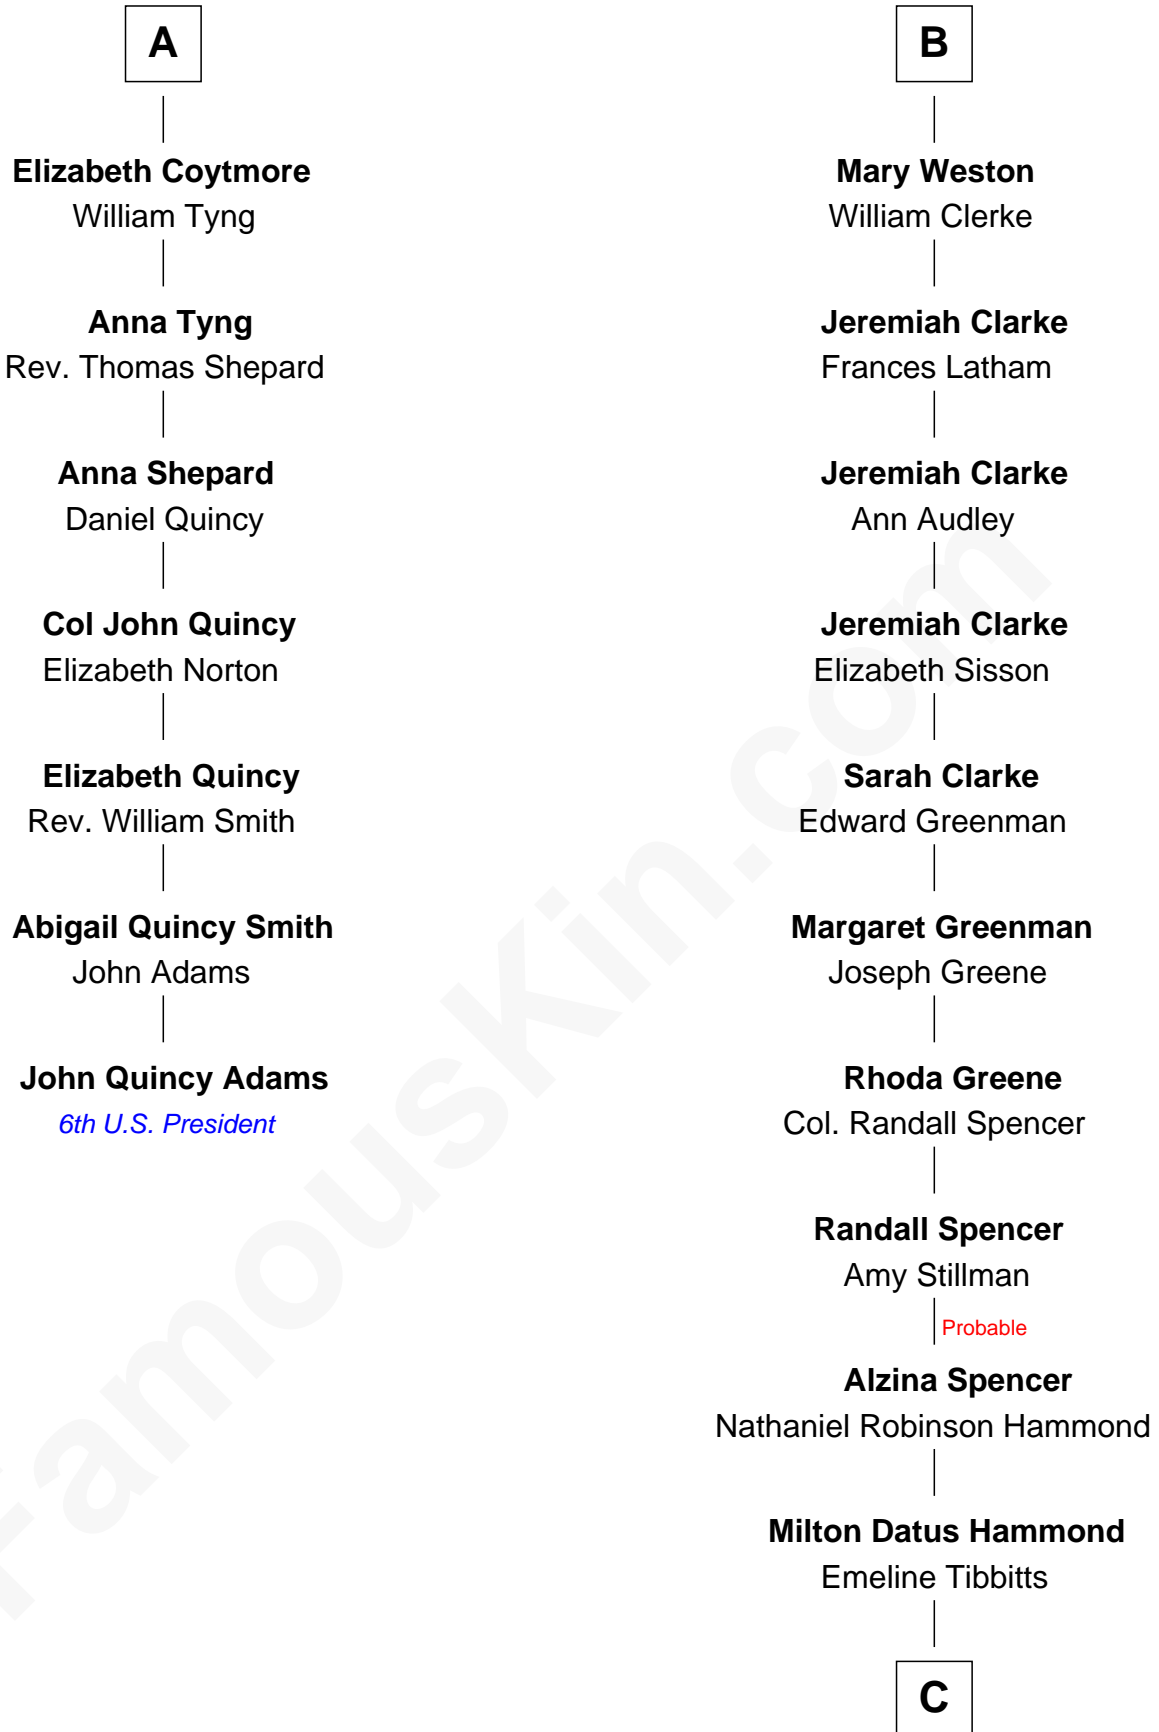 A
Elizabeth Coytmore
William Tyng
Anna Tyng
Rev. Thomas Shepard
Anna Shepard
Daniel Quincy
Col John Quincy
Elizabeth Norton
Elizabeth Quincy
Rev. William Smith
Abigail Quincy Smith
John Adams
John Quincy Adams
6th U.S. President
B
Mary Weston
William Clerke
Jeremiah Clarke
Frances Latham
Jeremiah Clarke
Ann Audley
Jeremiah Clarke
Elizabeth Sisson
Sarah Clarke
Edward Greenman
Margaret Greenman
Joseph Greene
Rhoda Greene
Col. Randall Spencer
Randall Spencer
Amy Stillman
Probable
Alzina Spencer
Nathaniel Robinson Hammond
Milton Datus Hammond
Emeline Tibbitts
C
FamousKin.com